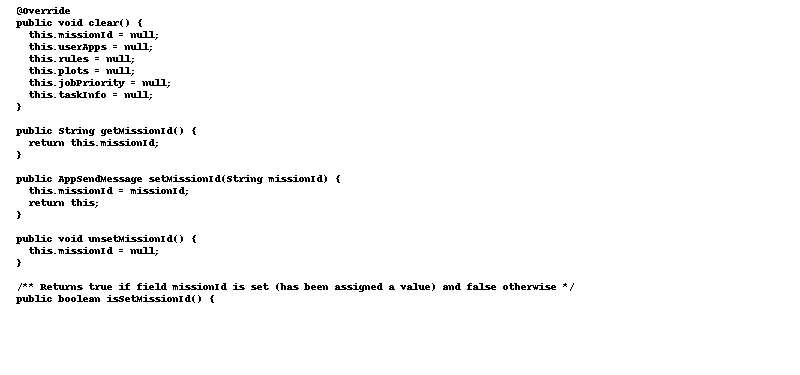 @Override
public void clear() {
this.missionId = null;
this.userApps = null;
this.rules = null;
this.plots = null;
this.jobPriority = null;
this.taskInfo = null;
}
public String getMissionId() {
return this.missionId;
}
public AppSendMessage setMissionId(String missionId) {
this.missionId = missionId;
return this;
}
public void unsetMissionId() {
this.missionId = null;
}
/** Returns true if field missionId is set (has been assigned a value) and false otherwise */
public boolean isSetMissionId() {